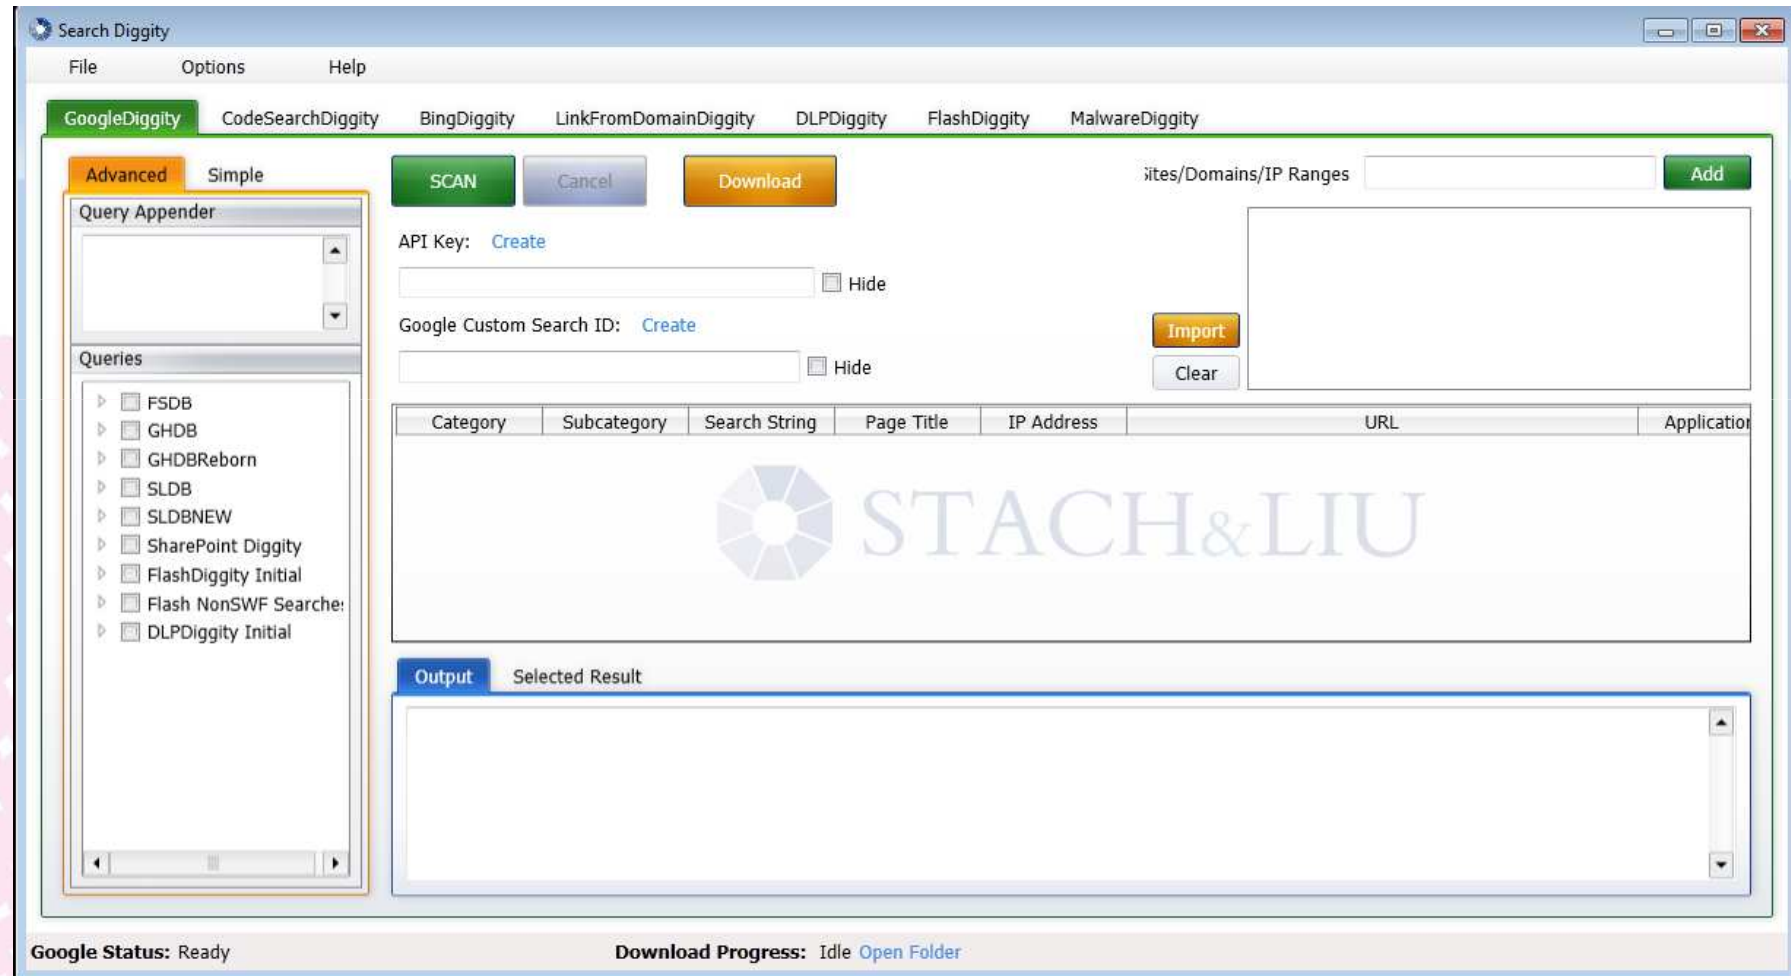 Search Diggity
File Options Help
GoogleDiggity CodeSearchDiggity BingDiggity LinkFromDomainDiggity DLPDiggity FlashDiggity MalwareDiggity
Advanced Simple
Query Appender
Queries
FSDB
GHDB
GHDBReborn
SLDB
SLDBNEW
SharePoint Diggity
FlashDiggity Initial
Flash NonSWF Searches
DLPDiggity Initial
SCAN Cancel Download
Sites/Domains/IP Ranges Add
API Key: Create
Hide
Google Custom Search ID: Create
Hide
Import
Clear
Category Subcategory Search String Page Title IP Address URL Application
STACH&LIU
Output Selected Result
Google Status: Ready Download Progress: Idle Open Folder